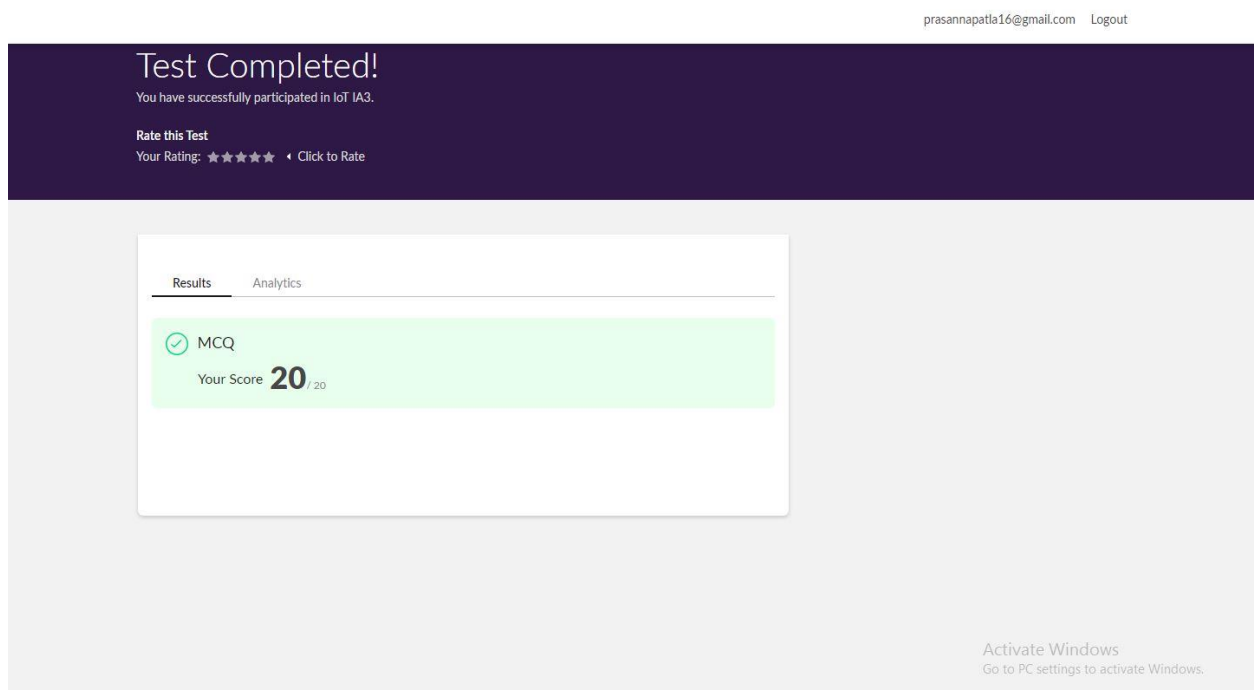 prasannapatla16@gmail.com Logout
Test Completed!
You have successfully participated in IoT IA3.
Rate this Test
Your Rating: Click to Rate
Results Analytics
MCQ
Your Score 20/ 20
Activate Windows
Go to PC settings to activate Windows.